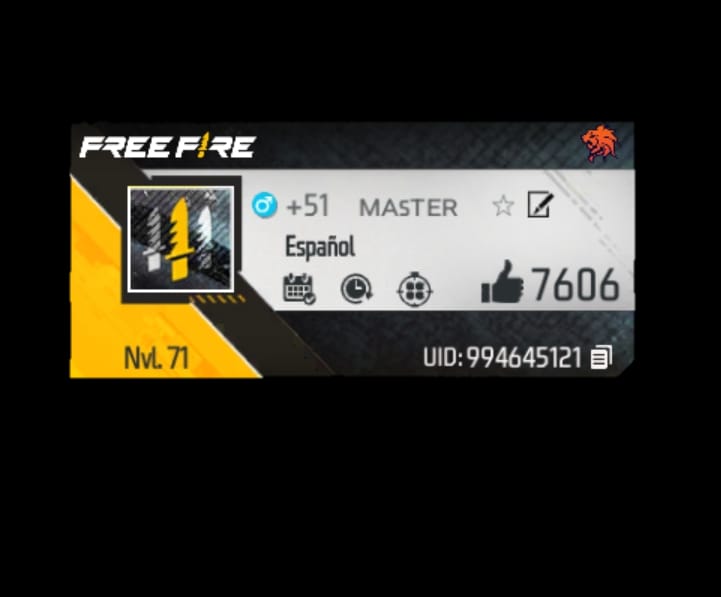 FREE FIRE
+51 MAsTER
Español
7606
Nvl. 71
UID:994645121